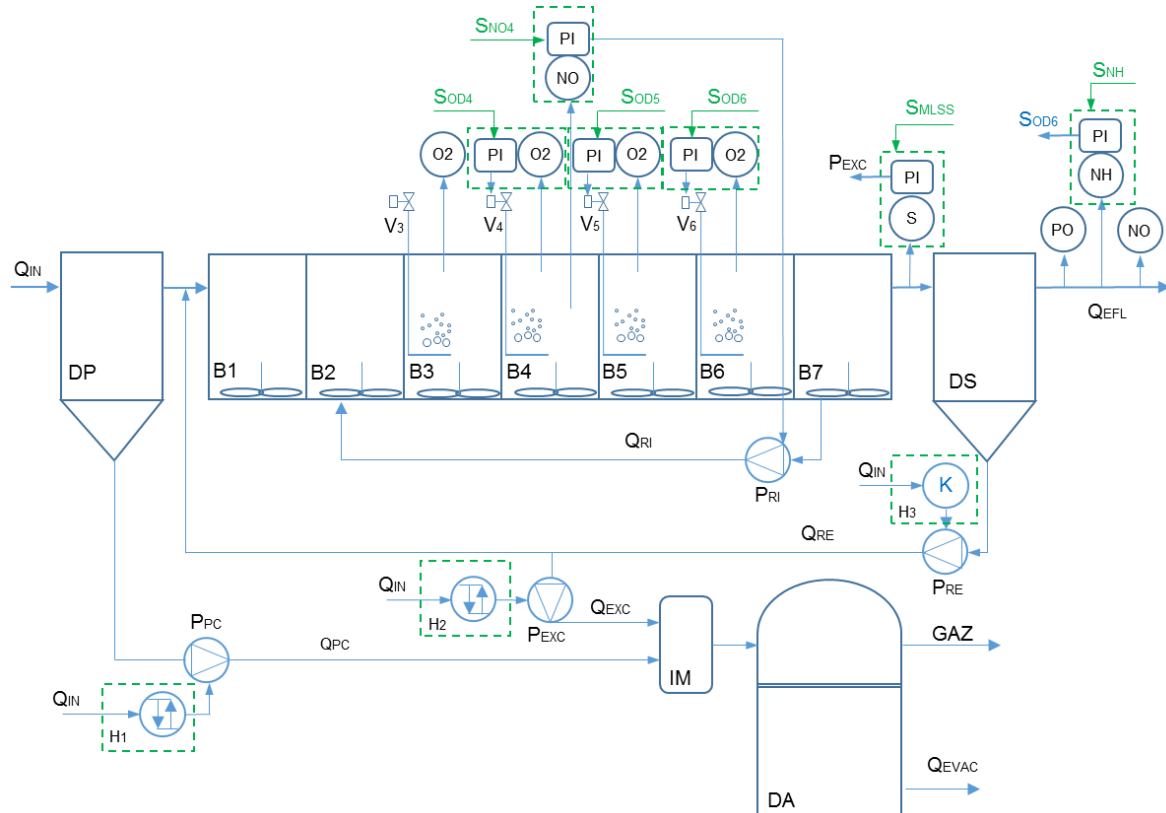 SNO4
PI
NO
SNH
SOD4
SOD5
SOD6
SMLSS
SOD6
PI
O2
PI
O2
PI
O2
PI
O2
PEXC
PI
NH
S
V3
V4
V5
V6
PO
NO
QIN
QEFL
DP
B1
B2
B3
B4
B5
B6
B7
DS
QRI
PRI
QIN
K
H3
QRE
PRE
QIN
H2
PEXC
QEXC
PPC
QPC
IM
GAZ
QIN
H1
QEVAC
DA